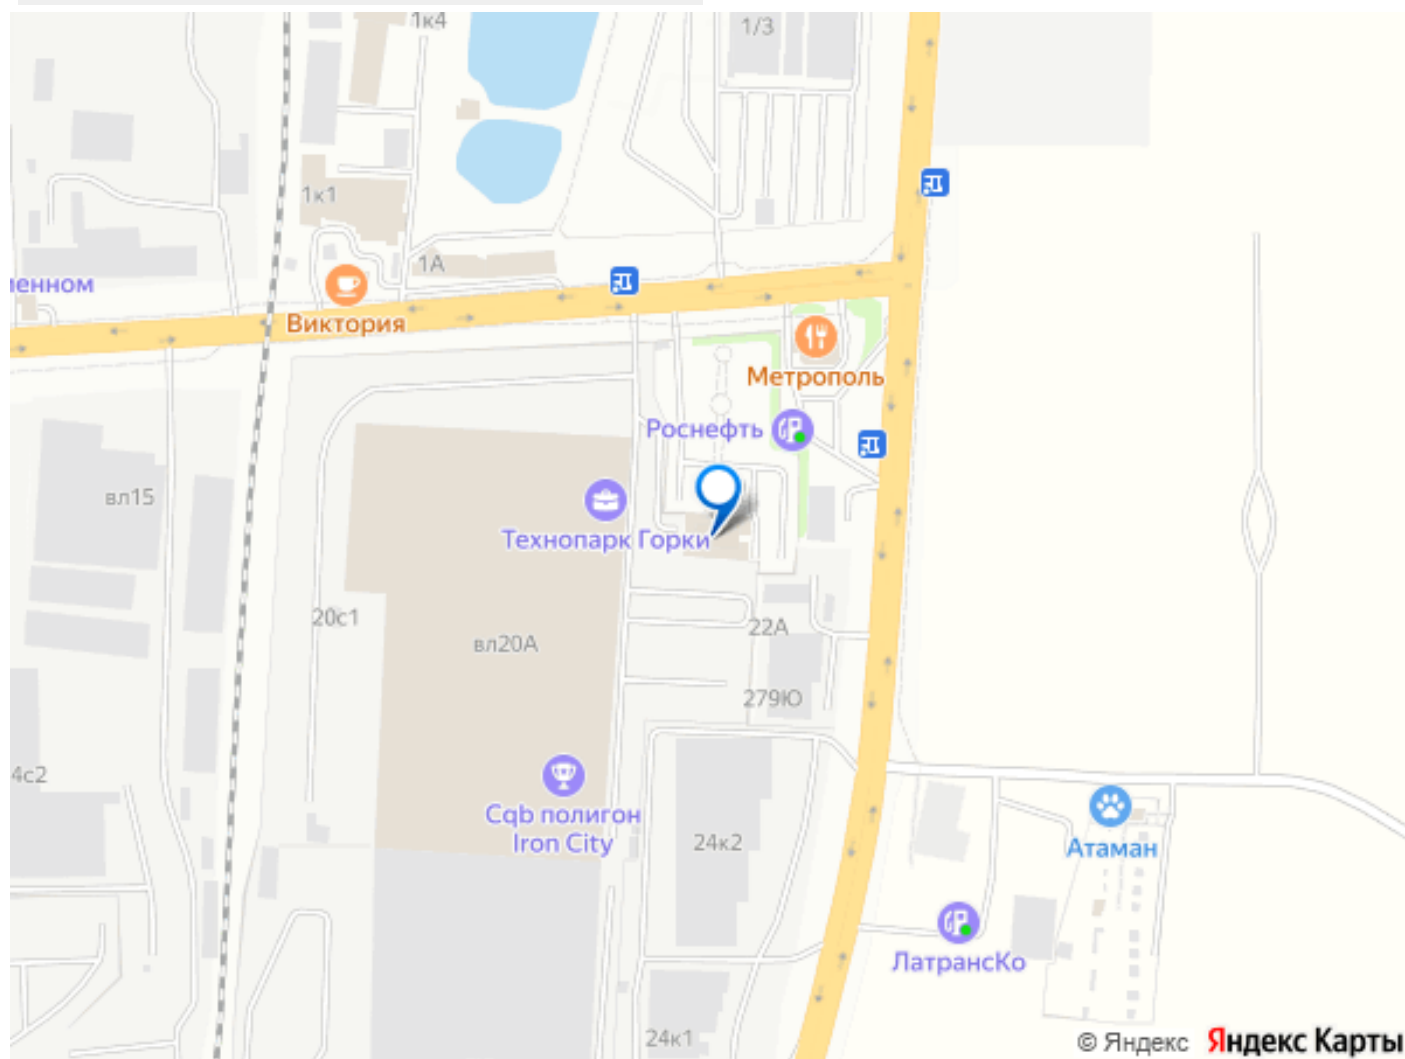 1к4
1/3
1к1
1А
ленном
Виктория
Метрополь
Роснефть
вл15
Технопарк Горки
20с1
вл20А
22А
279Ю
4с2
Cqb полигон
Iron City
24к2
Атаман
ЛатрансКо
24к1
© Яндекс Яндекс Карты